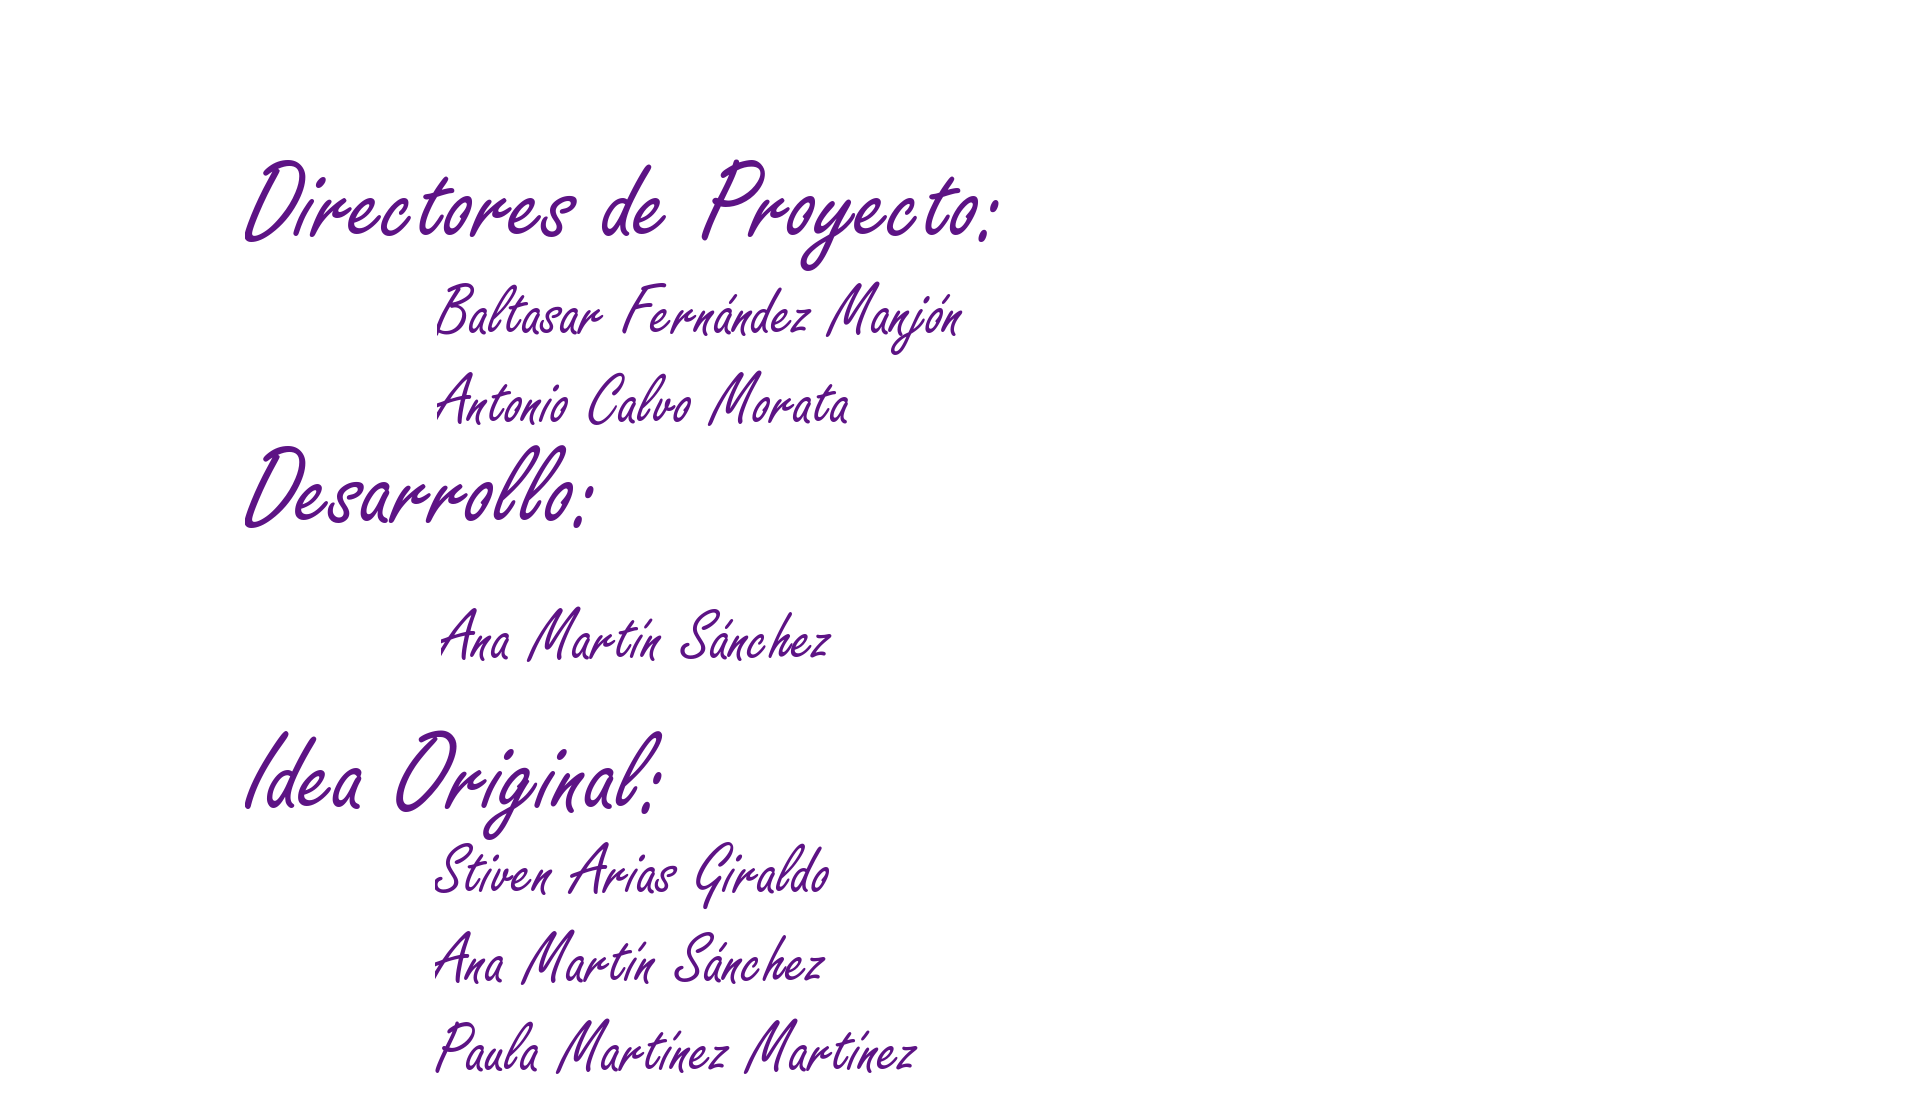 Directores de Proyecto:
Baltasar Fernández Manjón
Antonio Calvo Morata
Desarrollo:
Ana Martín Sánchez
Idea Original:
Stiven Arias Giraldo
Ana Martín Sánchez
Paula Martínez Martínez